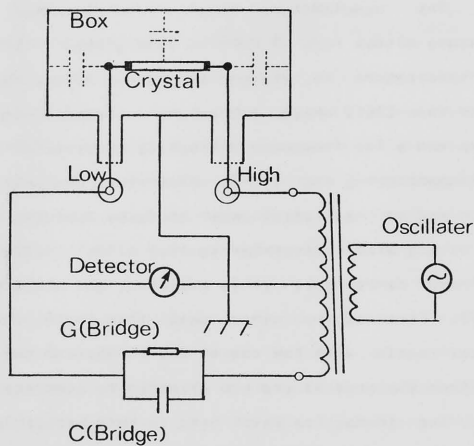 Box
Crystal
Low
High
Oscillater
Detector
G(Bridge)
C(Bridge)